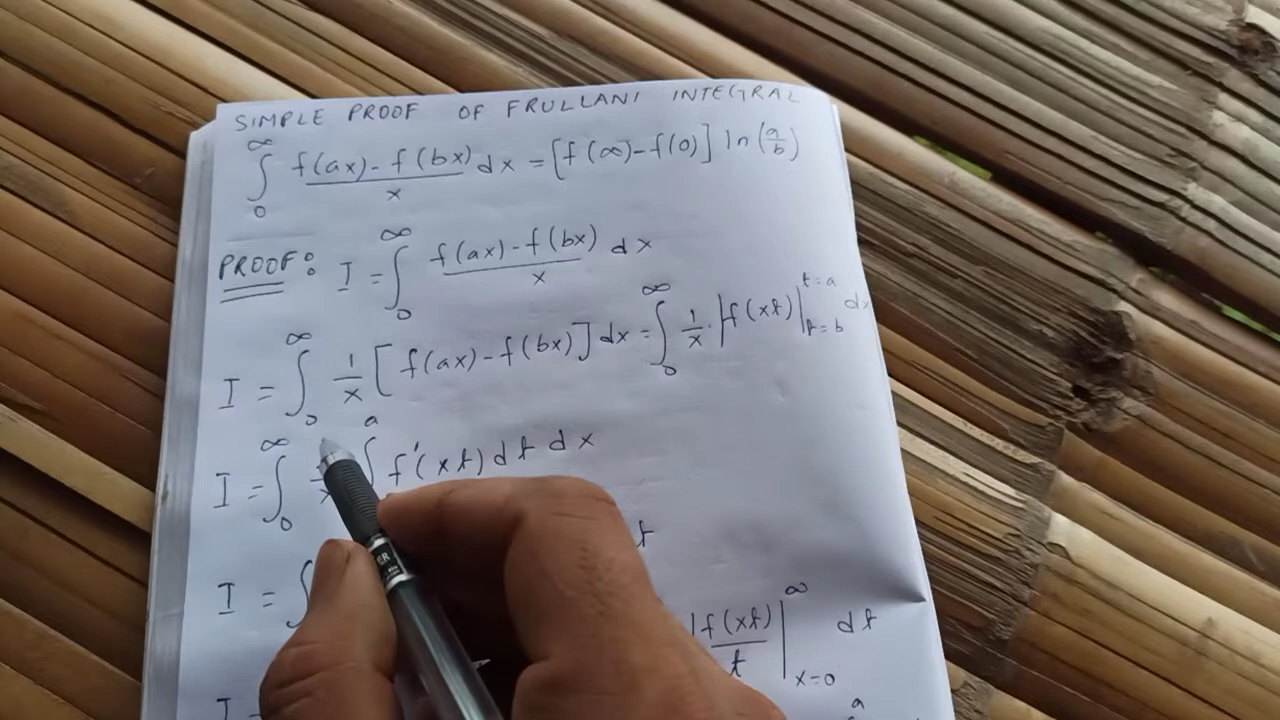 SIMPLE PROOF OF FRULLANI INTEGRAL
∫₀^∞ (f(ax)-f(bx))/x dx = [f(∞)-f(0)] ln(a/b)
PROOF: I = ∫₀^∞ (f(ax)-f(bx))/x dx
I = ∫₀^∞ 1/x [f(ax)-f(bx)] dx = ∫₀^∞ 1/x · |f(xt)|_{t=b}^{t=a} dx
I = ∫₀^∞ ∫^a f'(xt) dt dx
I = ∫ t
|f(xt)/t|_{x=0}^∞ dt
I = a